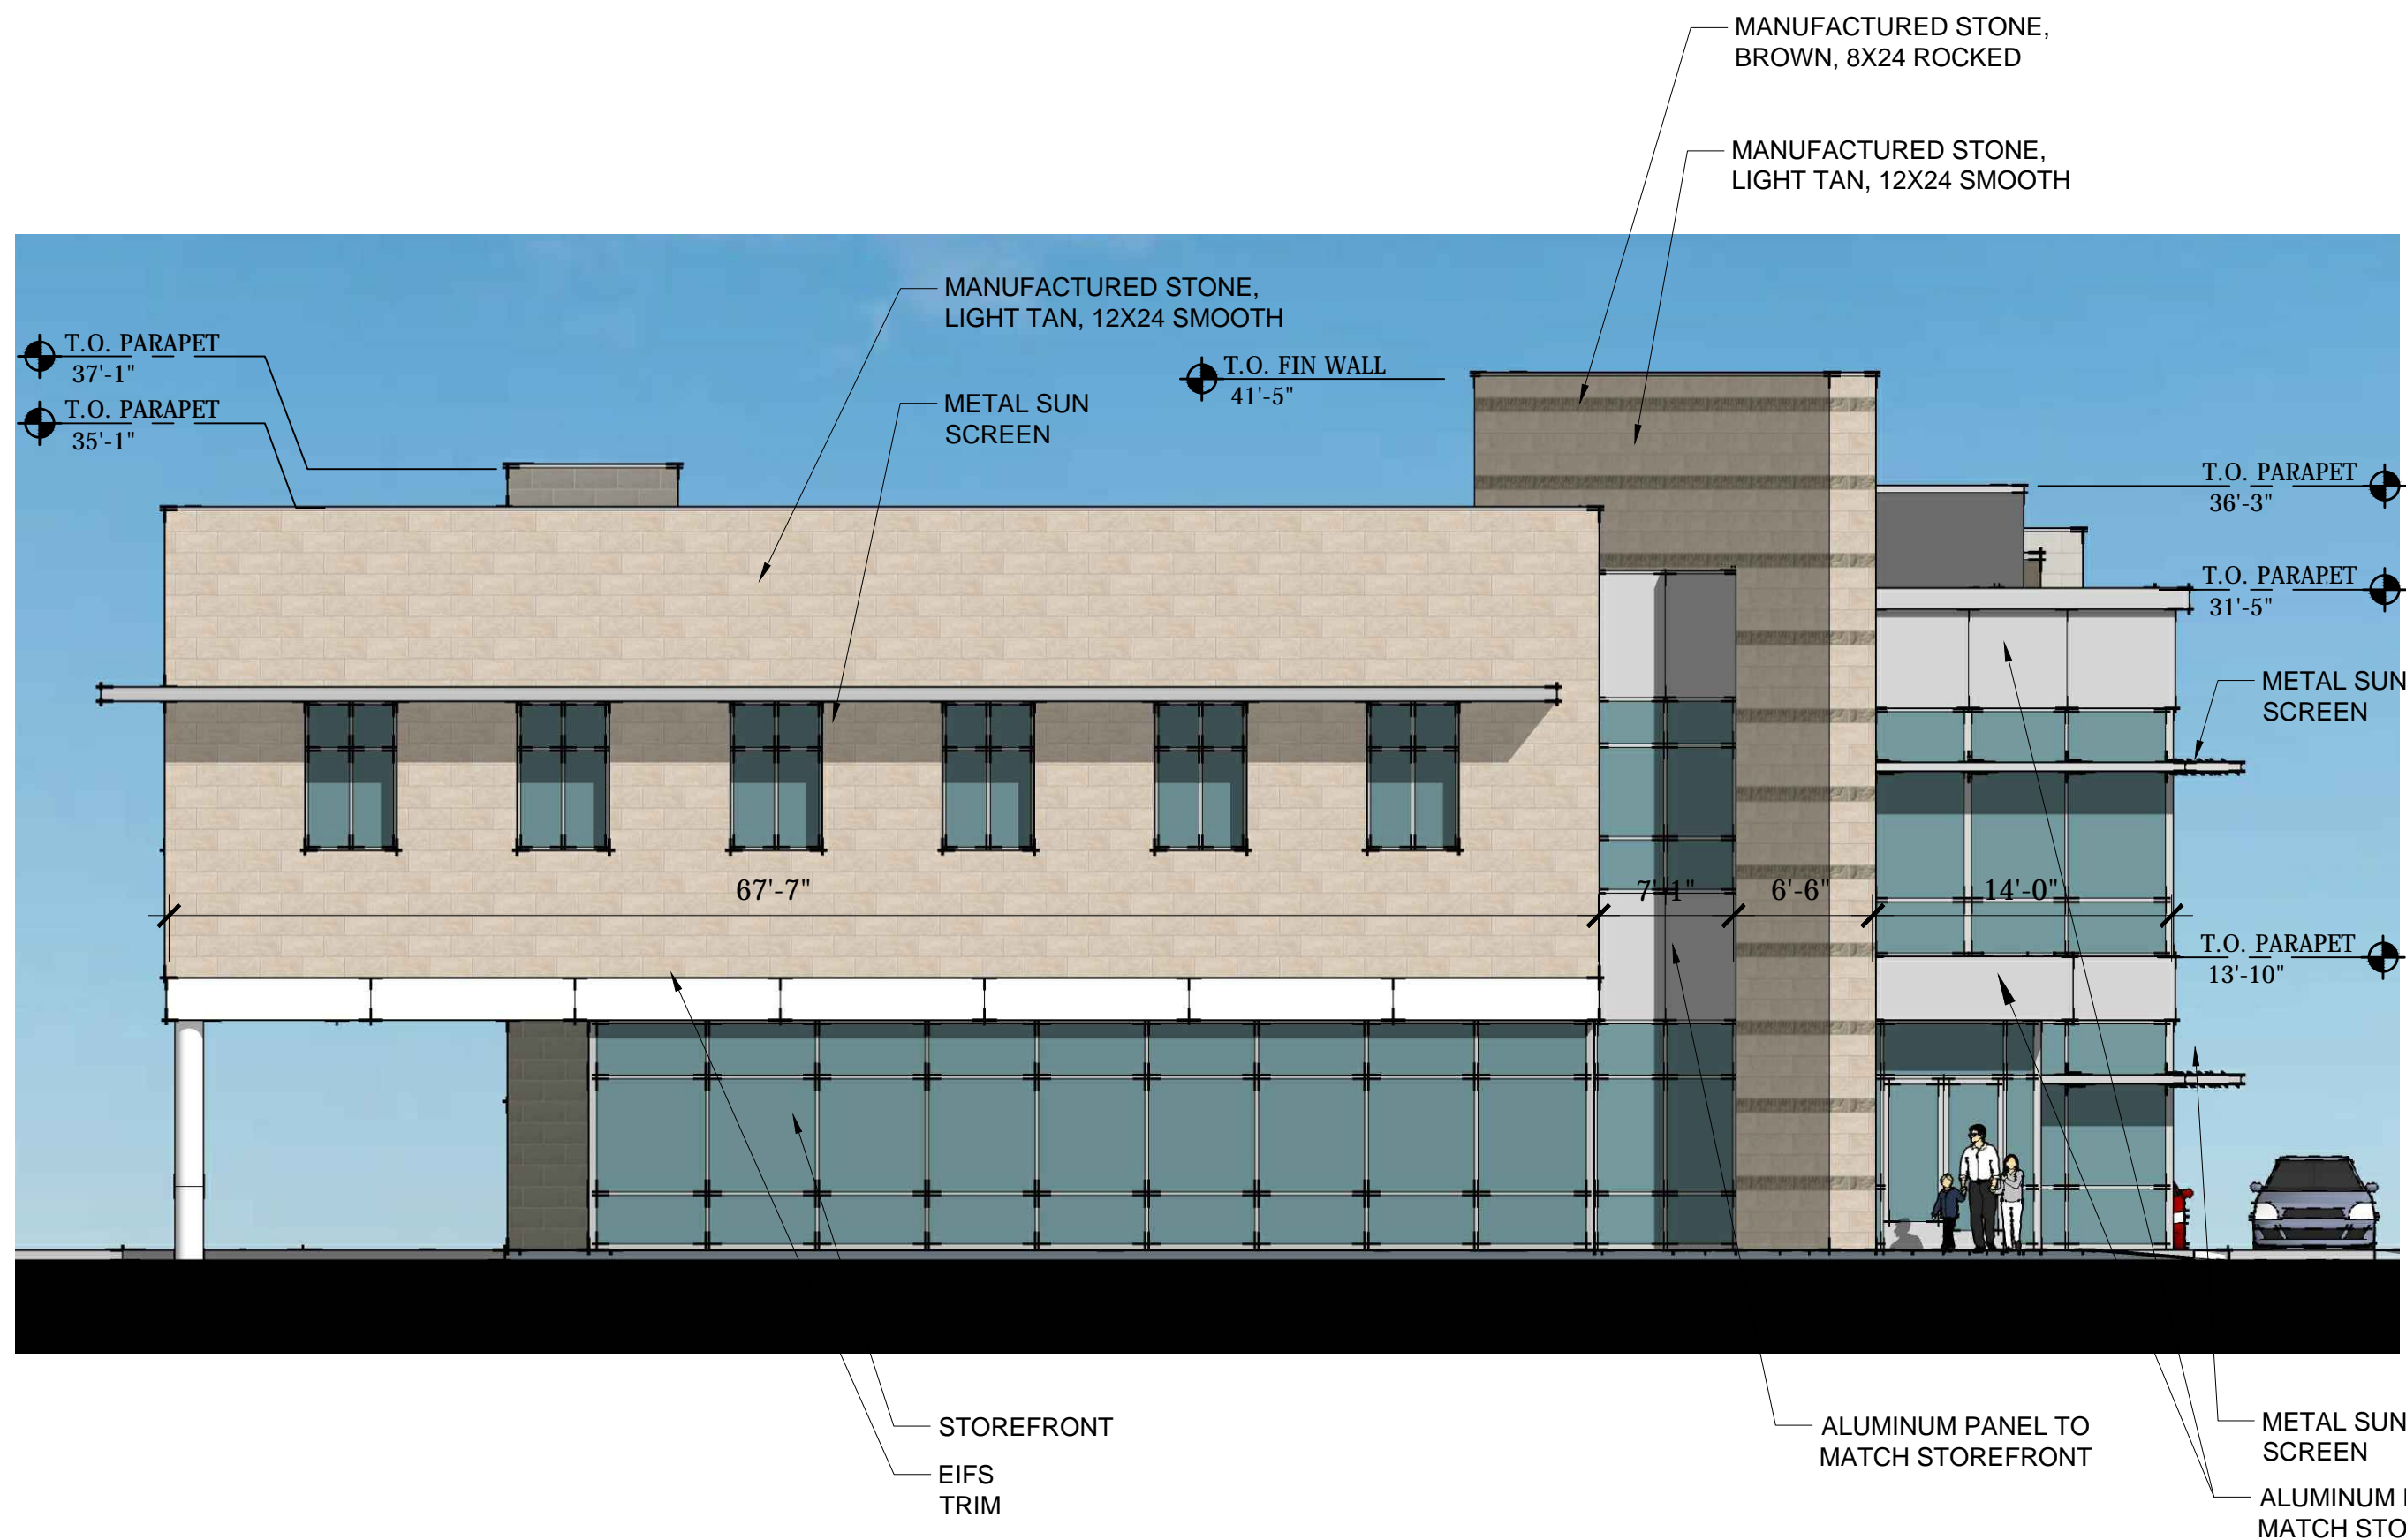 MANUFACTURED STONE,
BROWN, 8X24 ROCKED
MANUFACTURED STONE,
LIGHT TAN, 12X24 SMOOTH
MANUFACTURED STONE,
LIGHT TAN, 12X24 SMOOTH
T.O. PARAPET
37'-1"
T.O. FIN WALL
41'-5"
METAL SUN
SCREEN
T.O. PARAPET
35'-1"
T.O. PARAPET
36'-3"
T.O. PARAPET
31'-5"
METAL SUN
SCREEN
67'-7"
7'-1"
6'-6"
14'-0"
T.O. PARAPET
13'-10"
STOREFRONT
EIFS
TRIM
ALUMINUM PANEL TO
MATCH STOREFRONT
METAL SUN
SCREEN
ALUMINUM
MATCH